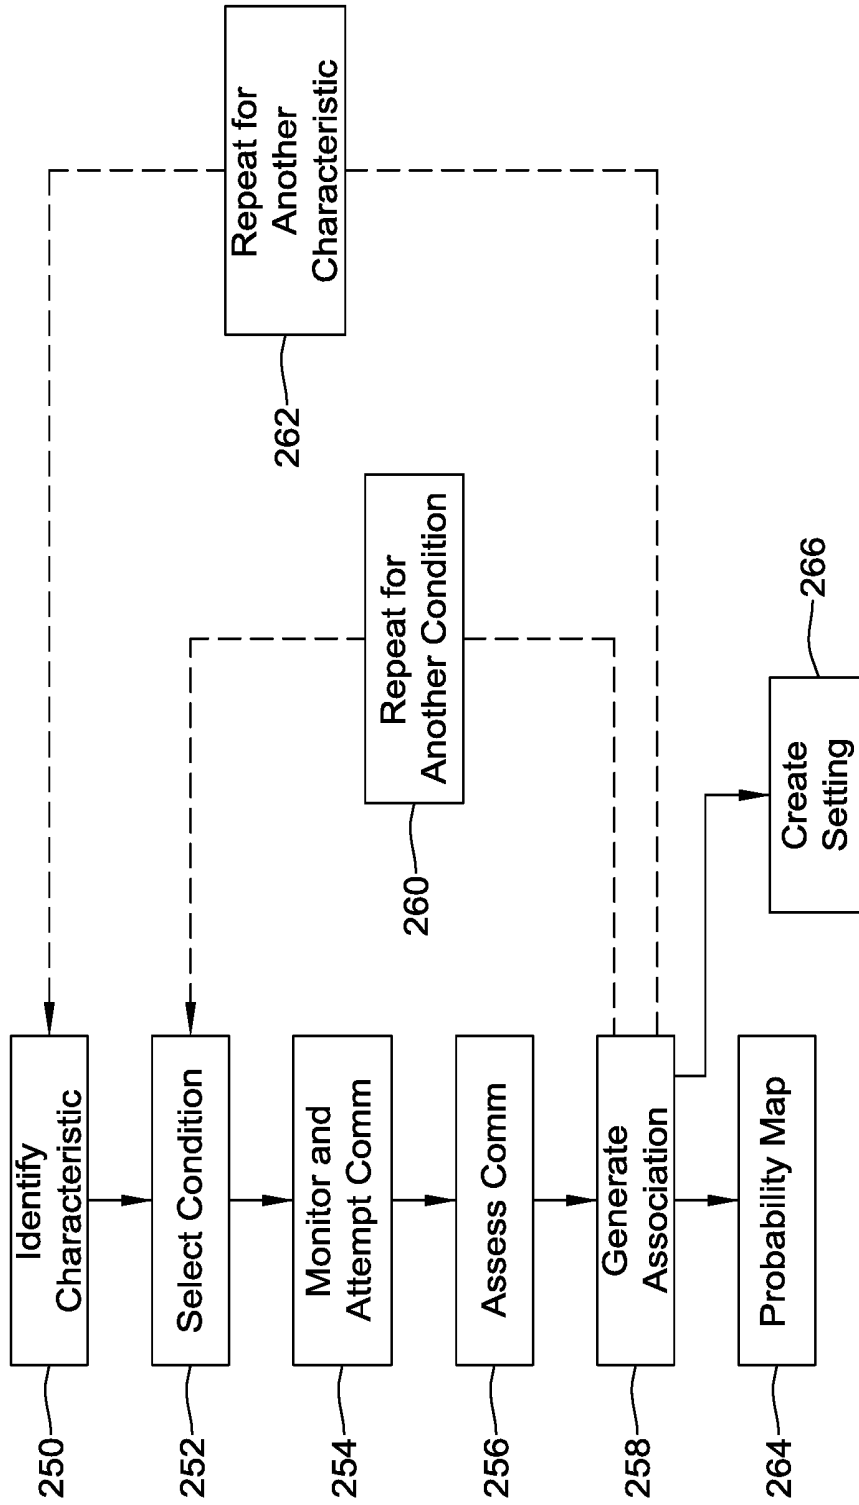 Identify
Characteristic
250
Select Condition
252
Monitor and
Attempt Comm
254
Assess Comm
256
Generate
Association
258
Probability Map
264
Repeat for
Another Condition
260
Repeat for
Another
Characteristic
262
Create
Setting
266